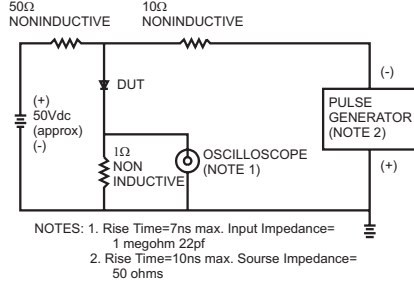 50Ω
NONINDUCTIVE
10Ω
NONINDUCTIVE
(+)
50Vdc
(approx)
(-)
DUT
1Ω
NON
INDUCTIVE
OSCILLOSCOPE
(NOTE 1)
(-)
PULSE
GENERATOR
(NOTE 2)
(+)
NOTES: 1. Rise Time=7ns max. Input Impedance=
1 megohm 22pf
2. Rise Time=10ns max. Sourse Impedance=
50 ohms